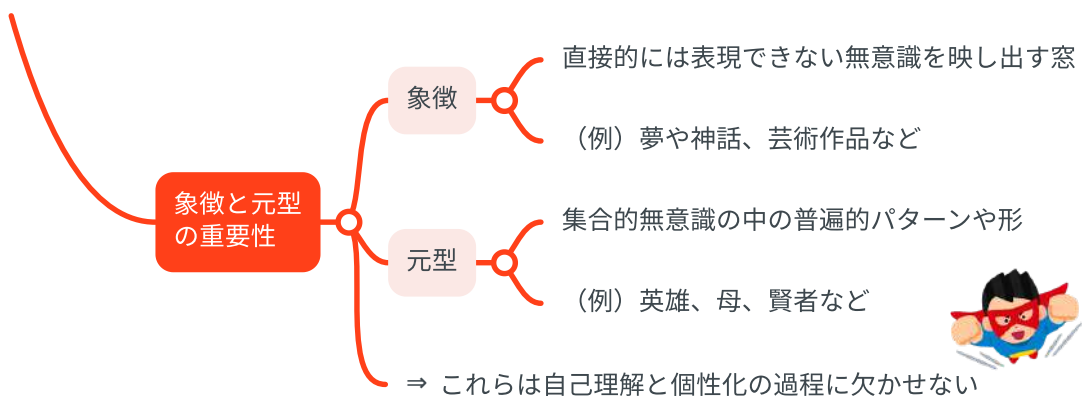 象徴と元型
の重要性
象徴
直接的には表現できない無意識を映し出す窓
（例）夢や神話、芸術作品など
元型
集合的無意識の中の普遍的パターンや形
（例）英雄、母、賢者など
⇒ これらは自己理解と個性化の過程に欠かせない